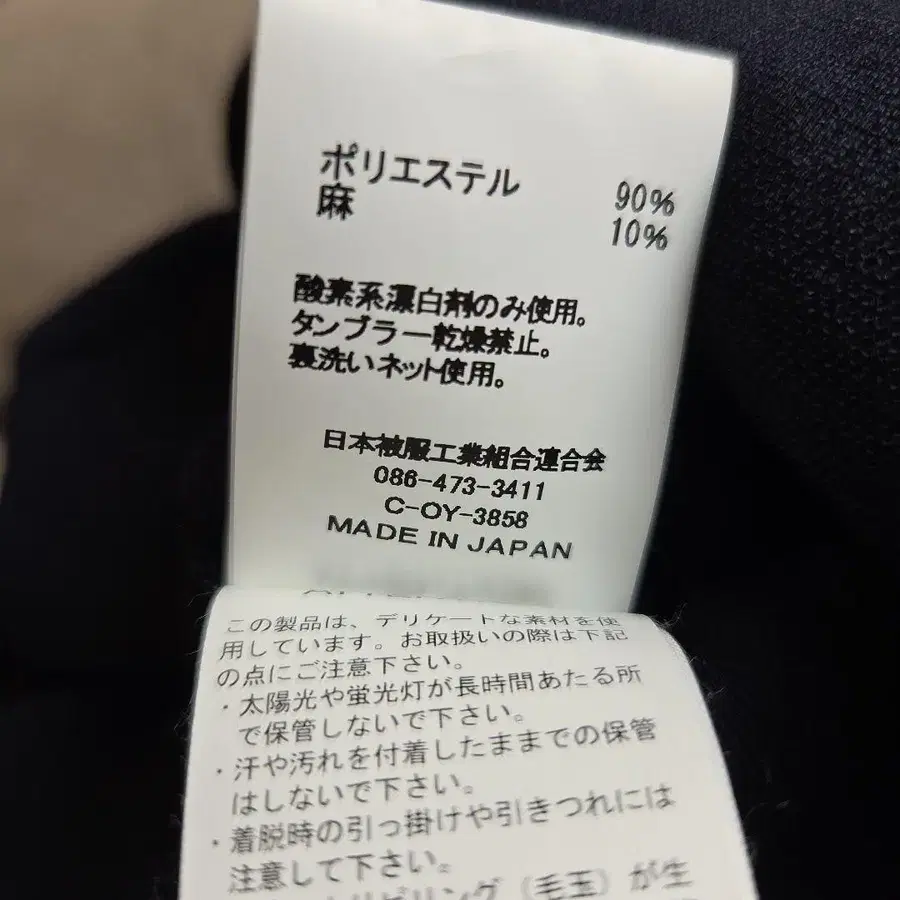 ポリエステル 90%
麻 10%
酸素系漂白剤のみ使用。
タンブラー乾燥禁止。
裏洗いネット使用。
日本被服工業組合連合会
086-473-3411
C-OY-3858
MADE IN JAPAN
この製品は、デリケートな素材を使
用しています。お取扱いの際は下記
の点にご注意下さい。
・太陽光や蛍光灯が長時間あたる所
で保管しないで下さい。
・汗や汚れを付着したままでの保管
はしないで下さい。
・着脱時の引っ掛けや引きつれには
注意して下さい。
ピリング（毛玉）が生